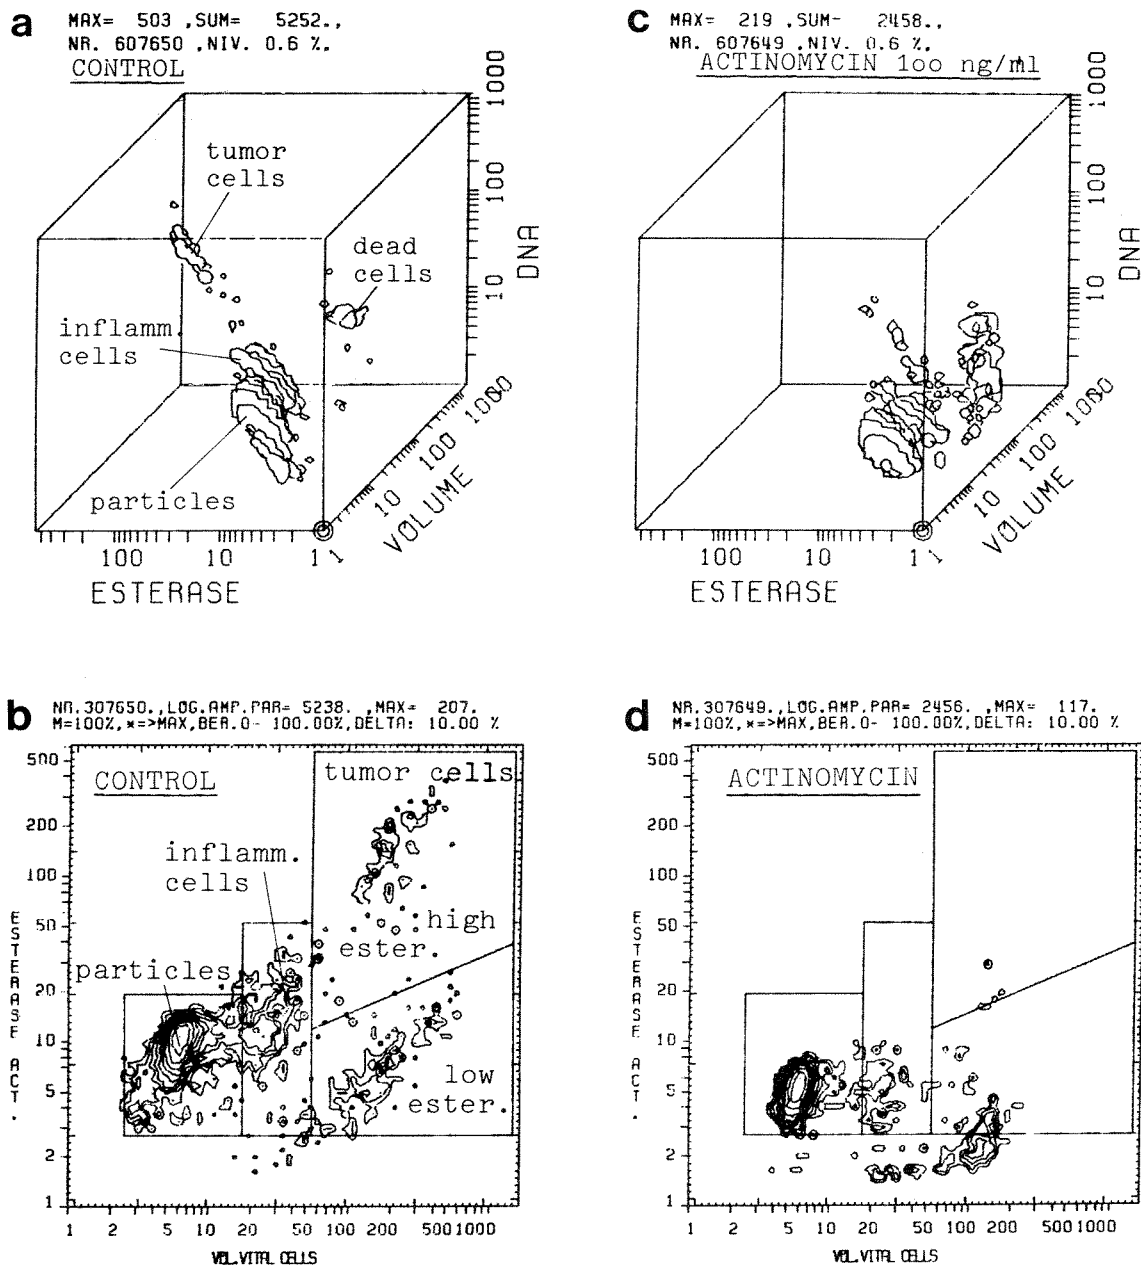 a
MAX= 503 ,SUM= 5252.,
NR. 607650 ,NIV. 0.6 %.
CONTROL
tumor
cells
dead
cells
inflamm.
cells
particles
1000
100
10
DNA
100
10
1
ESTERASE
1
10
100
1000
VOLUME
c
MAX= 219 ,SUM- 2458.,
NR. 607649 ,NIV. 0.6 %.
ACTINOMYCIN 1oo ng/ml
1000
100
10
DNA
100
10
1
ESTERASE
1
10
100
VOLUME
b
NR.307650.,LOG.AMP.PAR= 5238. ,MAX= 207.
M=100%,*=>MAX,BER.0- 100.00%,DELTA: 10.00 %
CONTROL
tumor cells
inflamm.
cells
high
ester.
particles
low
ester.
500
200
100
50
20
10
5
2
1
ESTERASE ACT.
1 2 5 10 20 50 100 200 5001000
VOL.VITAL CELLS
d
NR.307649.,LOG.AMP.PAR= 2456. ,MAX= 117.
M=100%,*=>MAX,BER.0- 100.00%,DELTA: 10.00 %
ACTINOMYCIN
500
200
100
50
20
10
5
2
1
ESTERASE ACT.
1 2 5 10 20 50 100 200 5001000
VOL.VITAL CELLS